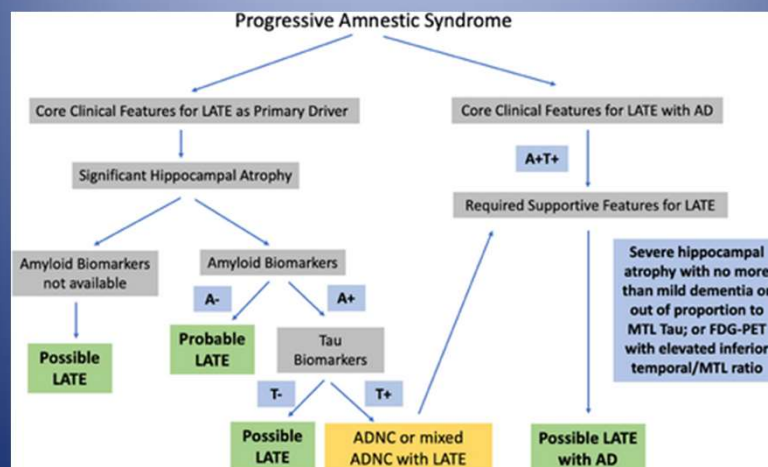 Progressive Amnestic Syndrome
Core Clinical Features for LATE as Primary Driver
Core Clinical Features for LATE with AD
A+T+
Significant Hippocampal Atrophy
Required Supportive Features for LATE
Amyloid Biomarkers
not available
Amyloid Biomarkers
A-
A+
Severe hippocampal
atrophy with no more
than mild dementia or
out of proportion to
MTL Tau; or FDG-PET
with elevated inferior
temporal/MTL ratio
Possible
LATE
Probable
LATE
Tau
Biomarkers
T-
T+
Possible
LATE
ADNC or mixed
ADNC with LATE
Possible LATE
with AD